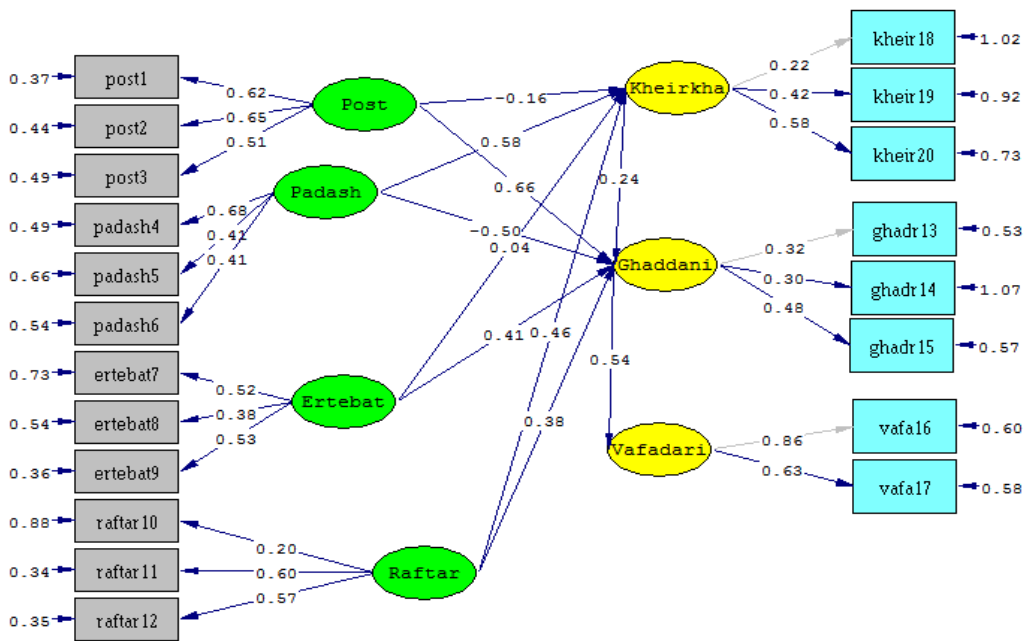 0.37 post1
0.44 post2
0.49 post3
0.49 padash4
0.66 padash5
0.54 padash6
0.73 ertebat7
0.54 ertebat8
0.36 ertebat9
0.88 raftar10
0.34 raftar11
0.35 raftar12
0.62
0.65
0.51
0.68
0.41
0.41
0.52
0.38
0.53
0.20
0.60
0.57
Post
Padash
Ertebat
Raftar
-0.16
0.58
0.66
0.24
-0.50
0.04
0.41
0.46
0.38
0.54
Kheirkha
Ghaddani
Vafadari
0.22
0.42
0.58
0.32
0.30
0.48
0.86
0.63
kheir18 1.02
kheir19 0.92
kheir20 0.73
ghadr13 0.53
ghadr14 1.07
ghadr15 0.57
vafa16 0.60
vafa17 0.58